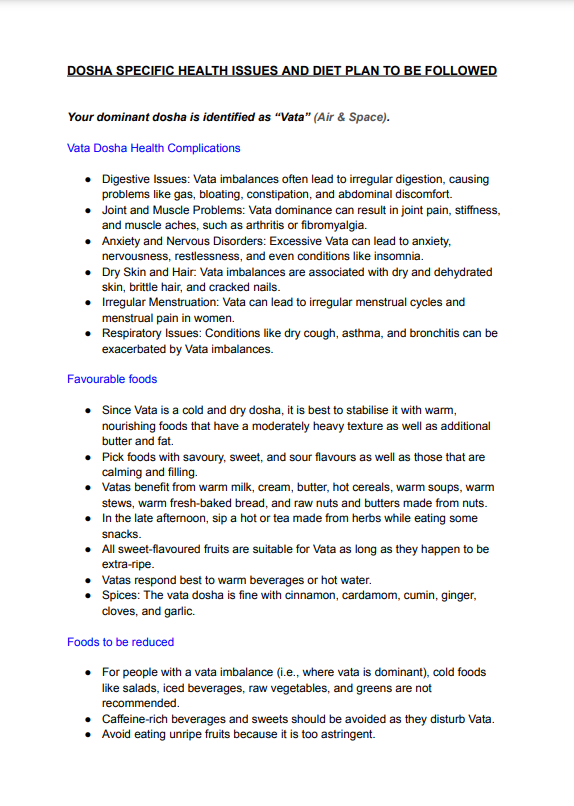 DOSHA SPECIFIC HEALTH ISSUES AND DIET PLAN TO BE FOLLOWED
Your dominant dosha is identified as “Vata” (Air & Space).
Vata Dosha Health Complications
● Digestive Issues: Vata imbalances often lead to irregular digestion, causing
problems like gas, bloating, constipation, and abdominal discomfort.
● Joint and Muscle Problems: Vata dominance can result in joint pain, stiffness,
and muscle aches, such as arthritis or fibromyalgia.
● Anxiety and Nervous Disorders: Excessive Vata can lead to anxiety,
nervousness, restlessness, and even conditions like insomnia.
● Dry Skin and Hair: Vata imbalances are associated with dry and dehydrated
skin, brittle hair, and cracked nails.
● Irregular Menstruation: Vata can lead to irregular menstrual cycles and
menstrual pain in women.
● Respiratory Issues: Conditions like dry cough, asthma, and bronchitis can be
exacerbated by Vata imbalances.
Favourable foods
● Since Vata is a cold and dry dosha, it is best to stabilise it with warm,
nourishing foods that have a moderately heavy texture as well as additional
butter and fat.
● Pick foods with savoury, sweet, and sour flavours as well as those that are
calming and filling.
● Vatas benefit from warm milk, cream, butter, hot cereals, warm soups, warm
stews, warm fresh-baked bread, and raw nuts and butters made from nuts.
● In the late afternoon, sip a hot or tea made from herbs while eating some
snacks.
● All sweet-flavoured fruits are suitable for Vata as long as they happen to be
extra-ripe.
● Vatas respond best to warm beverages or hot water.
● Spices: The vata dosha is fine with cinnamon, cardamom, cumin, ginger,
cloves, and garlic.
Foods to be reduced
● For people with a vata imbalance (i.e., where vata is dominant), cold foods
like salads, iced beverages, raw vegetables, and greens are not
recommended.
● Caffeine-rich beverages and sweets should be avoided as they disturb Vata.
● Avoid eating unripe fruits because it is too astringent.